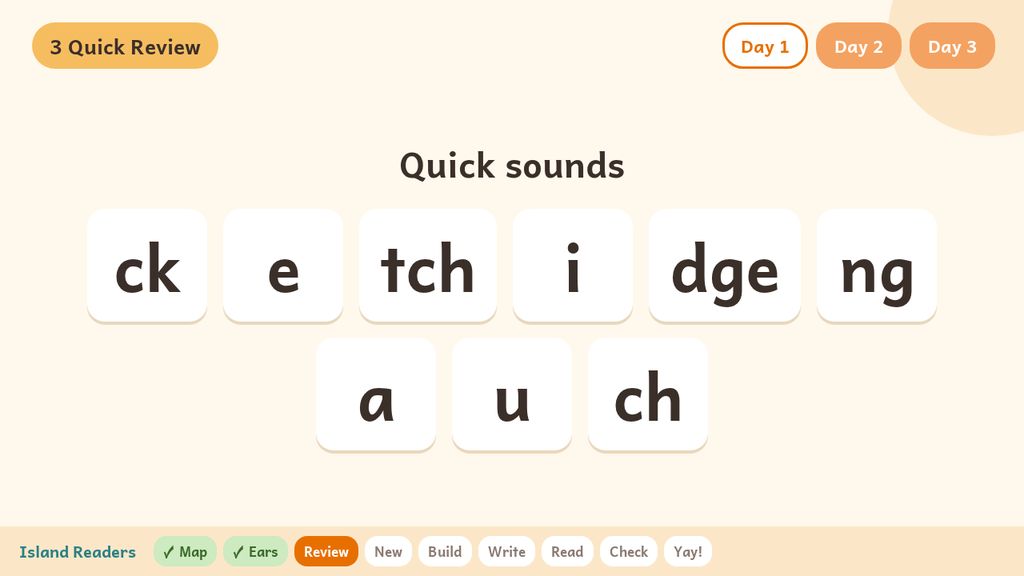 3 Quick Review
Day 1 Day 2 Day 3
Quick sounds
ck e tch i dge ng
a u ch
Island Readers ✓ Map ✓ Ears Review New Build Write Read Check Yay!